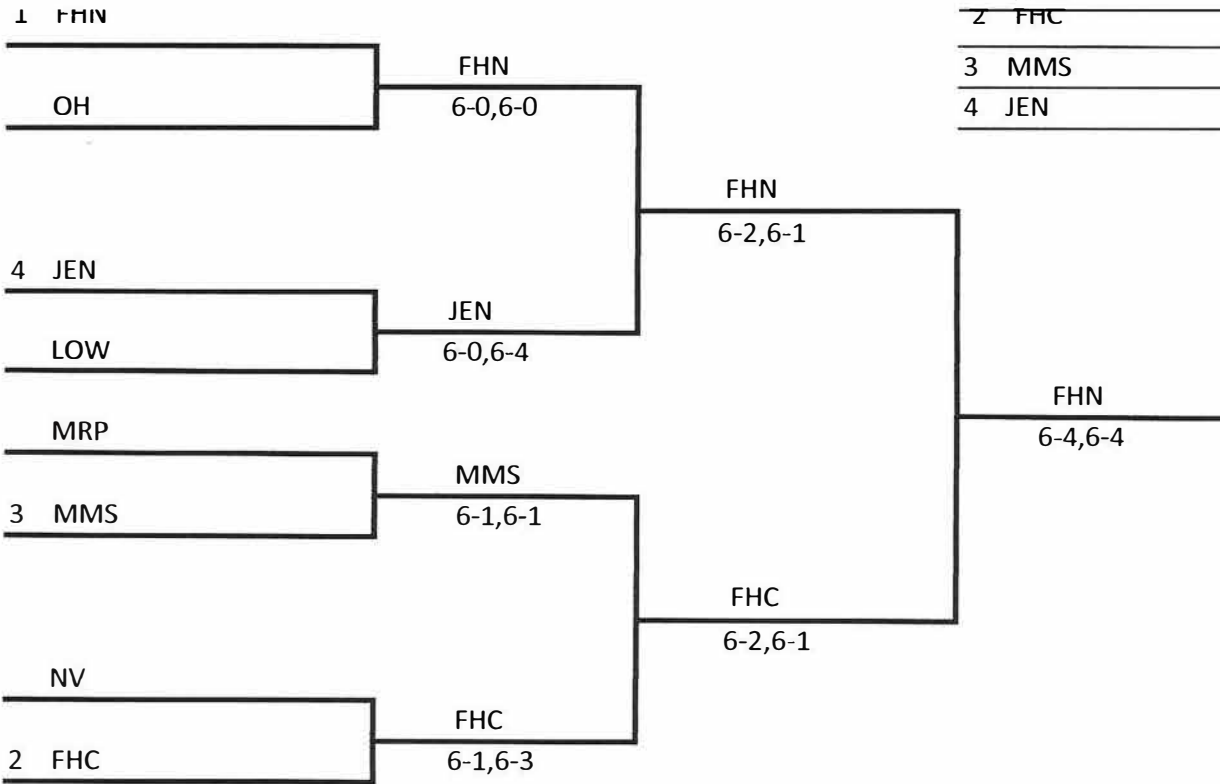 1 FHN
OH
FHN
6-0,6-0
4 JEN
LOW
JEN
6-0,6-4
FHN
6-2,6-1
MRP
3 MMS
MMS
6-1,6-1
NV
2 FHC
FHC
6-1,6-3
FHC
6-2,6-1
FHN
6-4,6-4
2 FHC
3 MMS
4 JEN